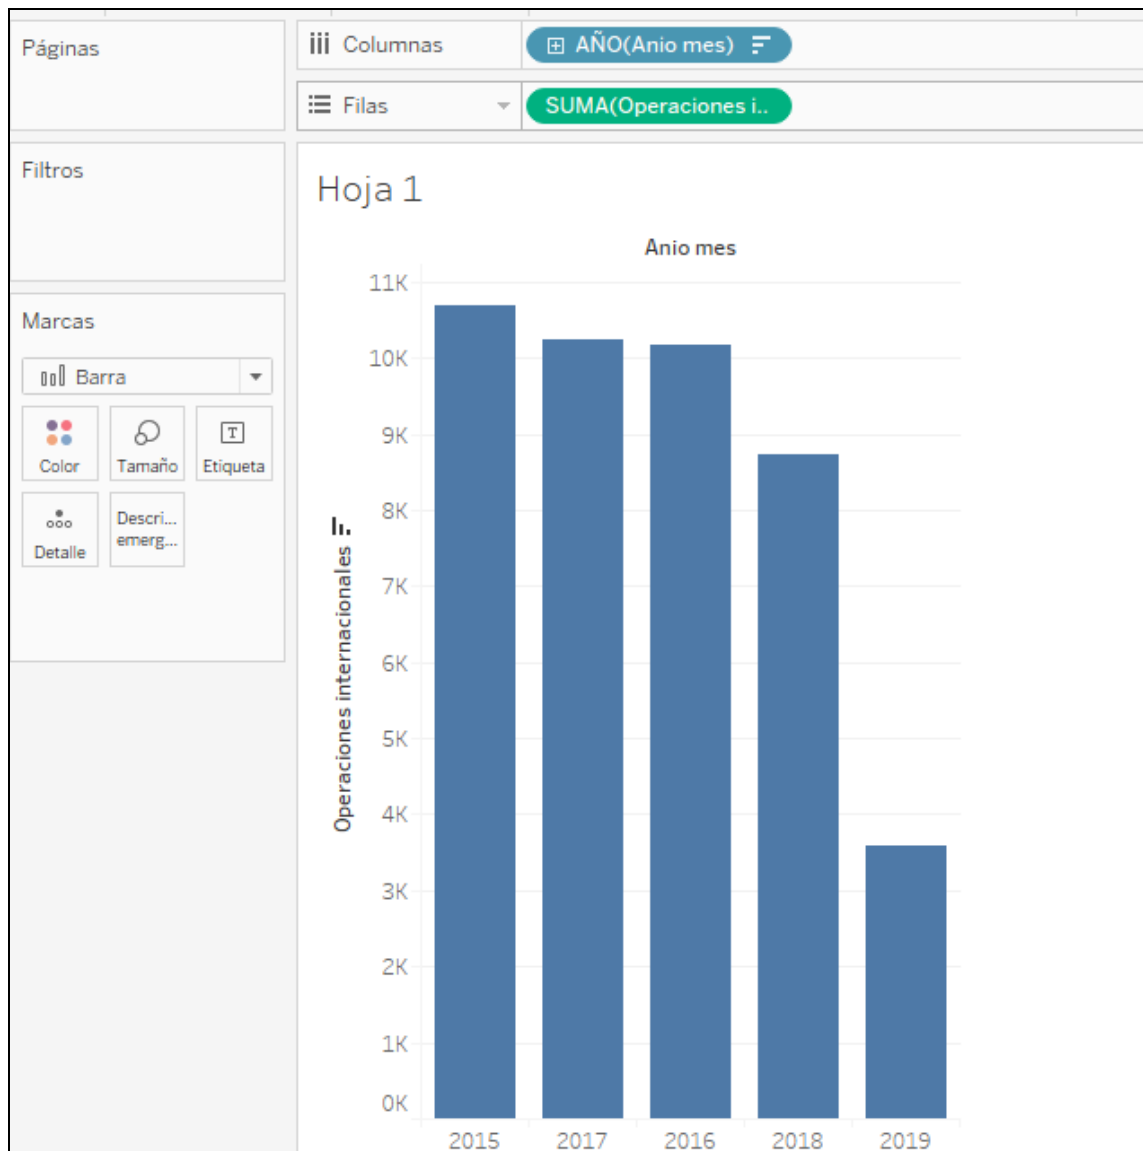 Páginas
Columnas
AÑO(Anio mes)
Filas
SUMA(Operaciones i..
Filtros
Marcas
Barra
Color
Tamaño
T
Etiqueta
Detalle
Descri...
emerg...
Hoja 1
Anio mes
Operaciones internacionales
11K
10K
9K
8K
7K
6K
5K
4K
3K
2K
1K
0K
2015 2017 2016 2018 2019